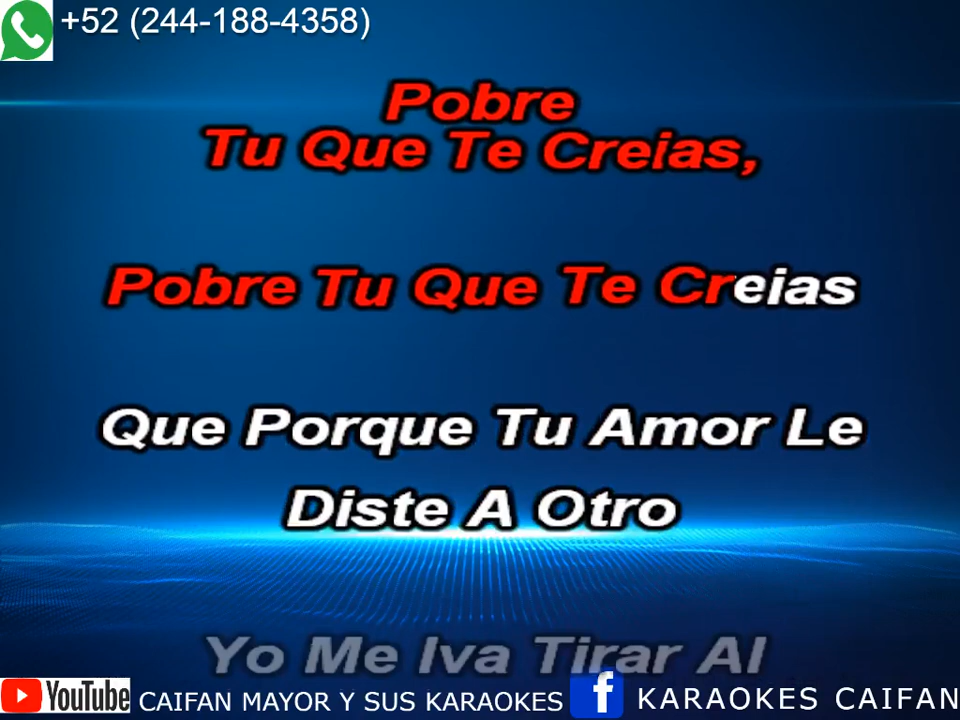 +52 (244-188-4358)
Pobre
Tu Que Te Creias,
Pobre Tu Que Te Creias
Que Porque Tu Amor Le
Diste A Otro
Yo Me Iva Tirar Al
YouTube CAIFAN MAYOR Y SUS KARAOKES f KARAOKES CAIFAN